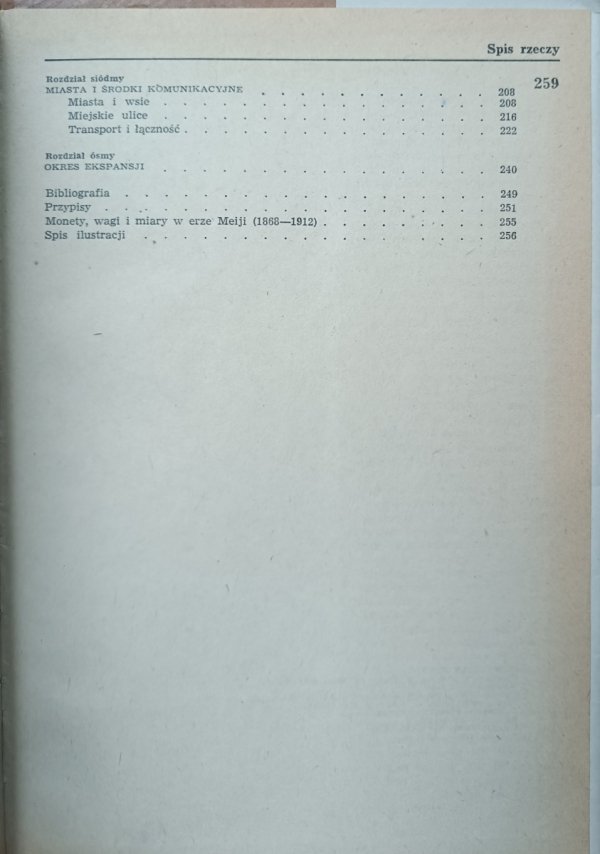 Spis rzeczy
259
Rozdział siódmy
MIASTA I ŚRODKI KOMUNIKACYJNE . . . . . . . . . . . 208
Miasta i wsie . . . . . . . . . . . . . . . . 208
Miejskie ulice . . . . . . . . . . . . . . . . 216
Transport i łączność . . . . . . . . . . . . . . . 222
Rozdział ósmy
OKRES EKSPANSJI . . . . . . . . . . . . . . . . 240
Bibliografia . . . . . . . . . . . . . . . . . . 249
Przypisy . . . . . . . . . . . . . . . . . . . 251
Monety, wagi i miary w erze Meiji (1868—1912) . . . . . . . . 255
Spis ilustracji . . . . . . . . . . . . . . . . . 256